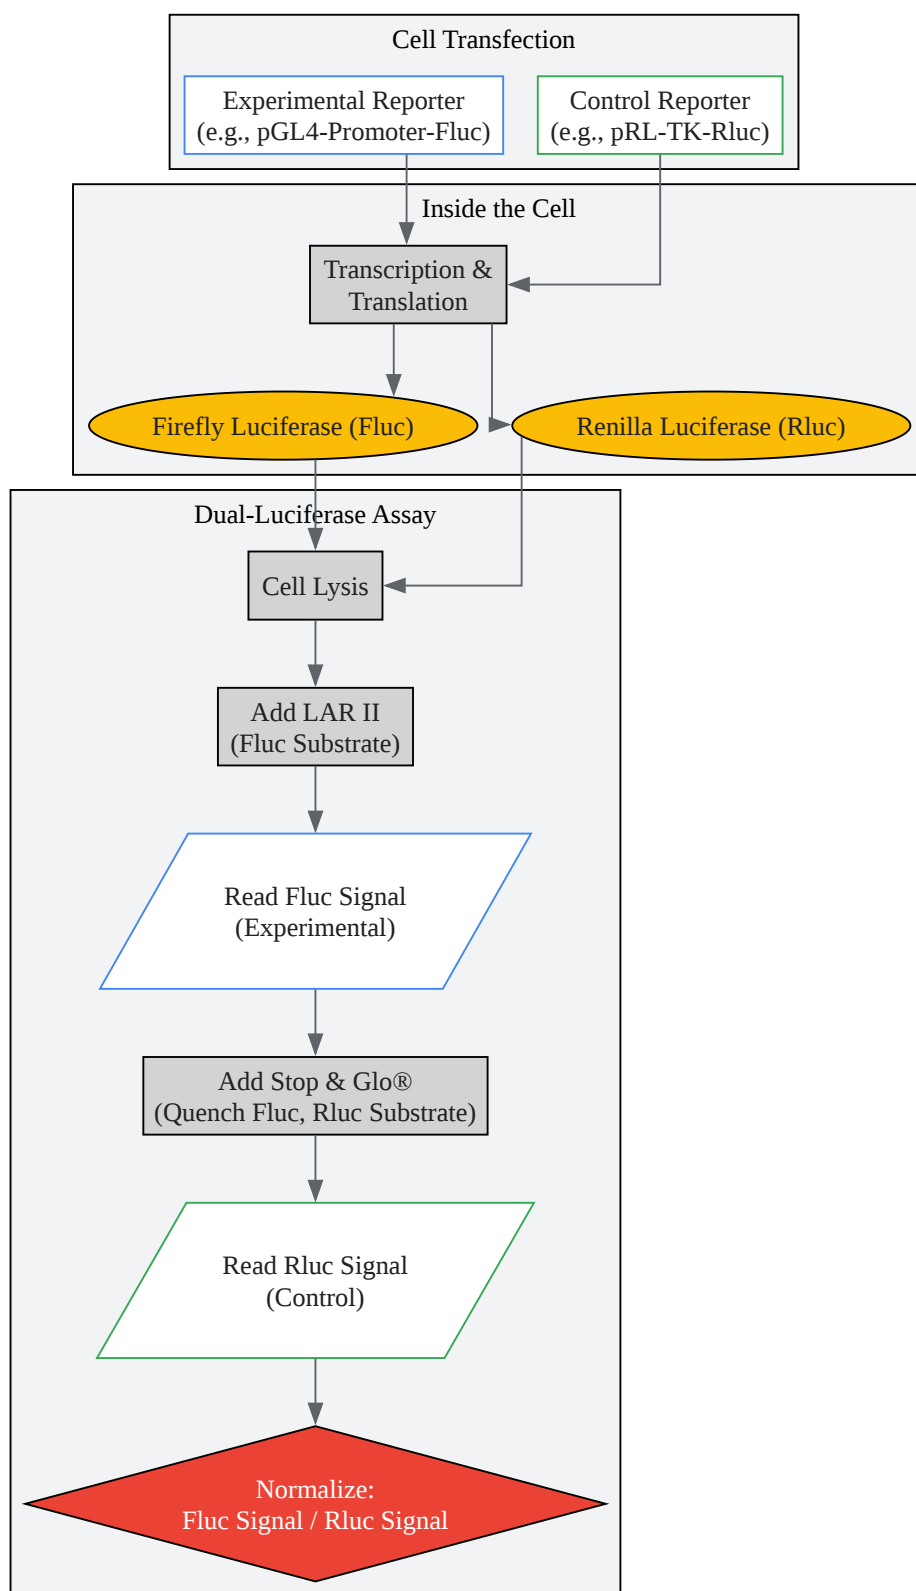 Cell Transfection
Experimental Reporter
(e.g., pGL4-Promoter-Fluc)
Control Reporter
(e.g., pRL-TK-Rluc)
Inside the Cell
Transcription &
Translation
Firefly Luciferase (Fluc)
Renilla Luciferase (Rluc)
Dual-Luciferase Assay
Cell Lysis
Add LAR II
(Fluc Substrate)
Read Fluc Signal
(Experimental)
Add Stop & Glo®
(Quench Fluc, Rluc Substrate)
Read Rluc Signal
(Control)
Normalize:
Fluc Signal / Rluc Signal